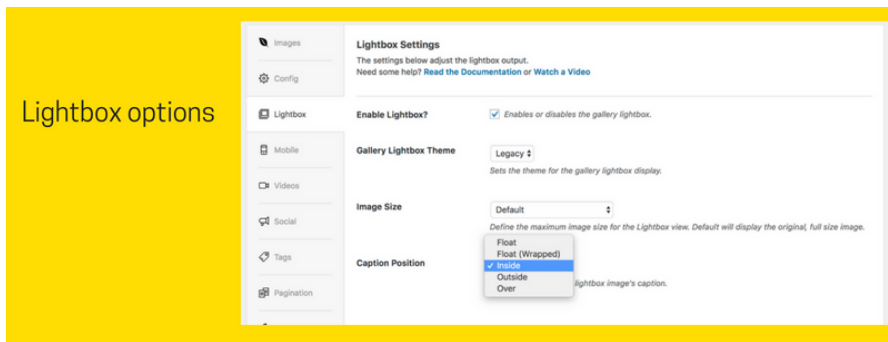 Lightbox options
Images
Config
Lightbox
Mobile
Videos
Social
Tags
Pagination
Lightbox Settings
The settings below adjust the lightbox output.
Need some help? Read the Documentation or Watch a Video
Enable Lightbox?
Enables or disables the gallery lightbox.
Gallery Lightbox Theme
Legacy
Sets the theme for the gallery lightbox display.
Image Size
Default
Define the maximum image size for the Lightbox view. Default will display the original, full size image.
Caption Position
Float
Float (Wrapped)
✓ Inside
Outside
Over
lightbox image's caption.